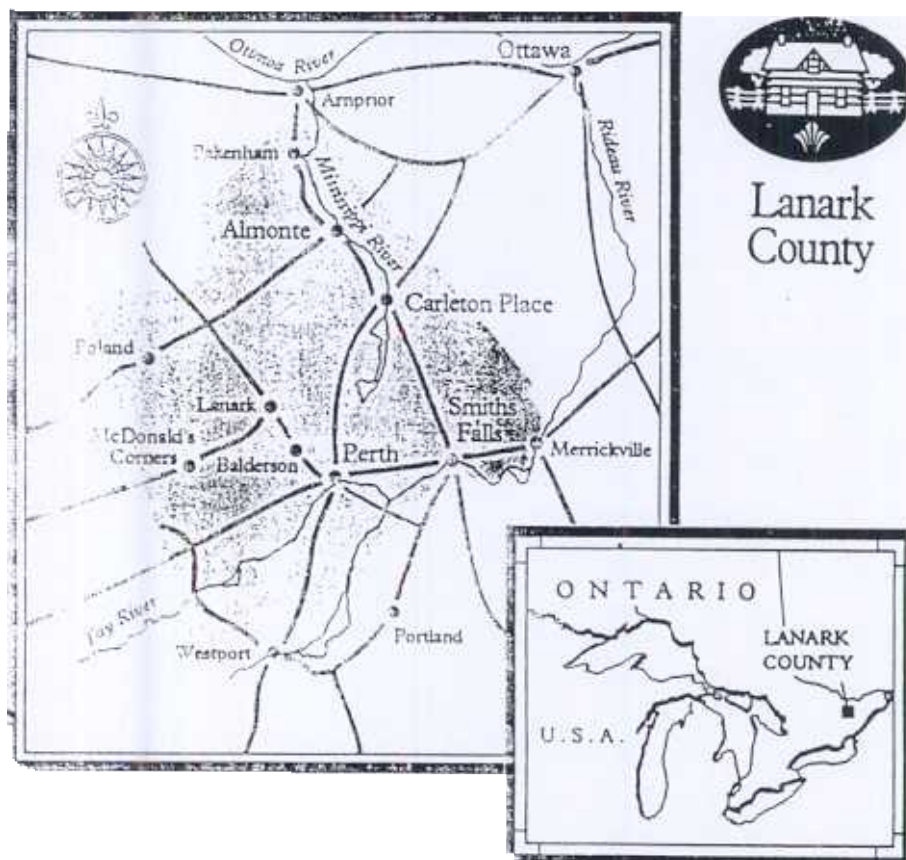 Ottawa River
Ottawa
Arnprior
Pakenham
Mississippi River
Rideau River
Almonte
Carleton Place
Poland
Lanark
McDonald's
Corners
Balderson
Perth
Smiths
Falls
Merrickville
Tay River
Westport
Portland
Lanark
County
ONTARIO
LANARK
COUNTY
U.S.A.